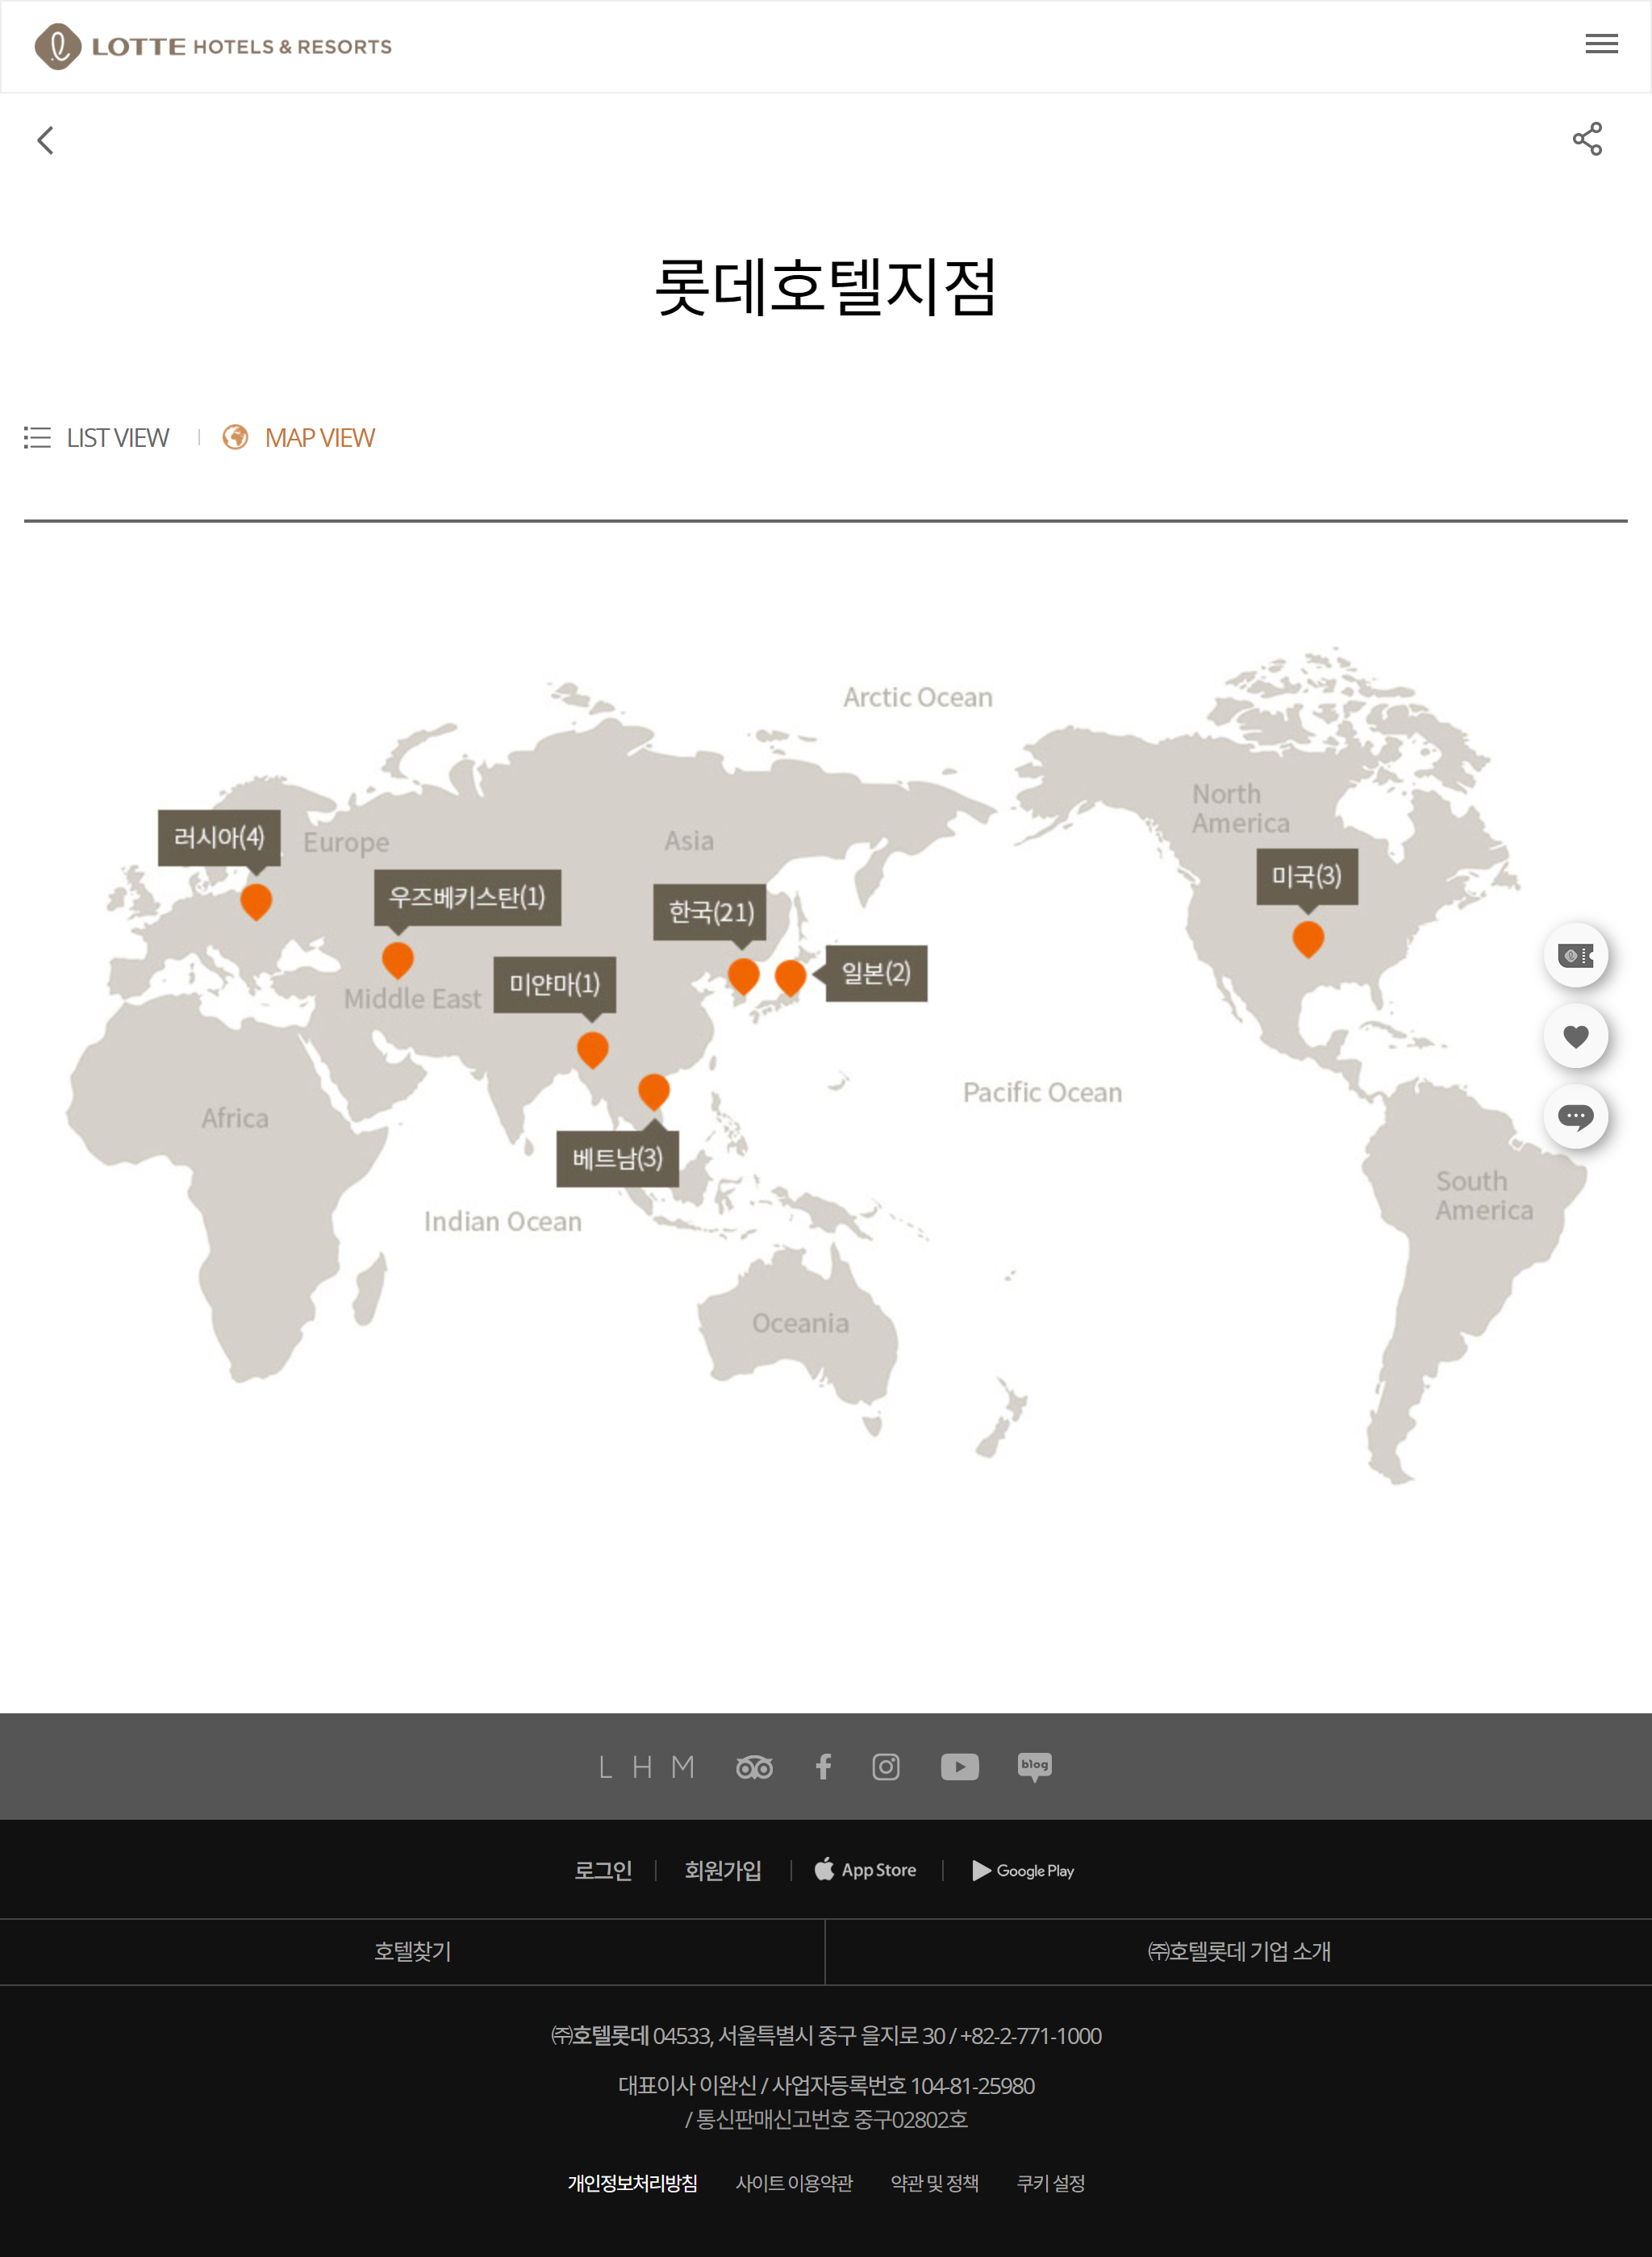 LOTTE HOTELS & RESORTS
롯데호텔지점
LIST VIEW
MAP VIEW
Arctic Ocean
North
America
러시아(4)
Europe
Asia
미국(3)
우즈베키스탄(1)
한국(21)
일본(2)
미얀마(1)
Middle East
Pacific Ocean
Africa
베트남(3)
South
America
Indian Ocean
Oceania
L H M
blog
로그인
회원가입
App Store
Google Play
호텔찾기
㈜호텔롯데 기업 소개
㈜호텔롯데 04533, 서울특별시 중구 을지로 30 / +82-2-771-1000
대표이사 이완신 / 사업자등록번호 104-81-25980
/ 통신판매신고번호 중구02802호
개인정보처리방침 사이트 이용약관 약관 및 정책 쿠키 설정